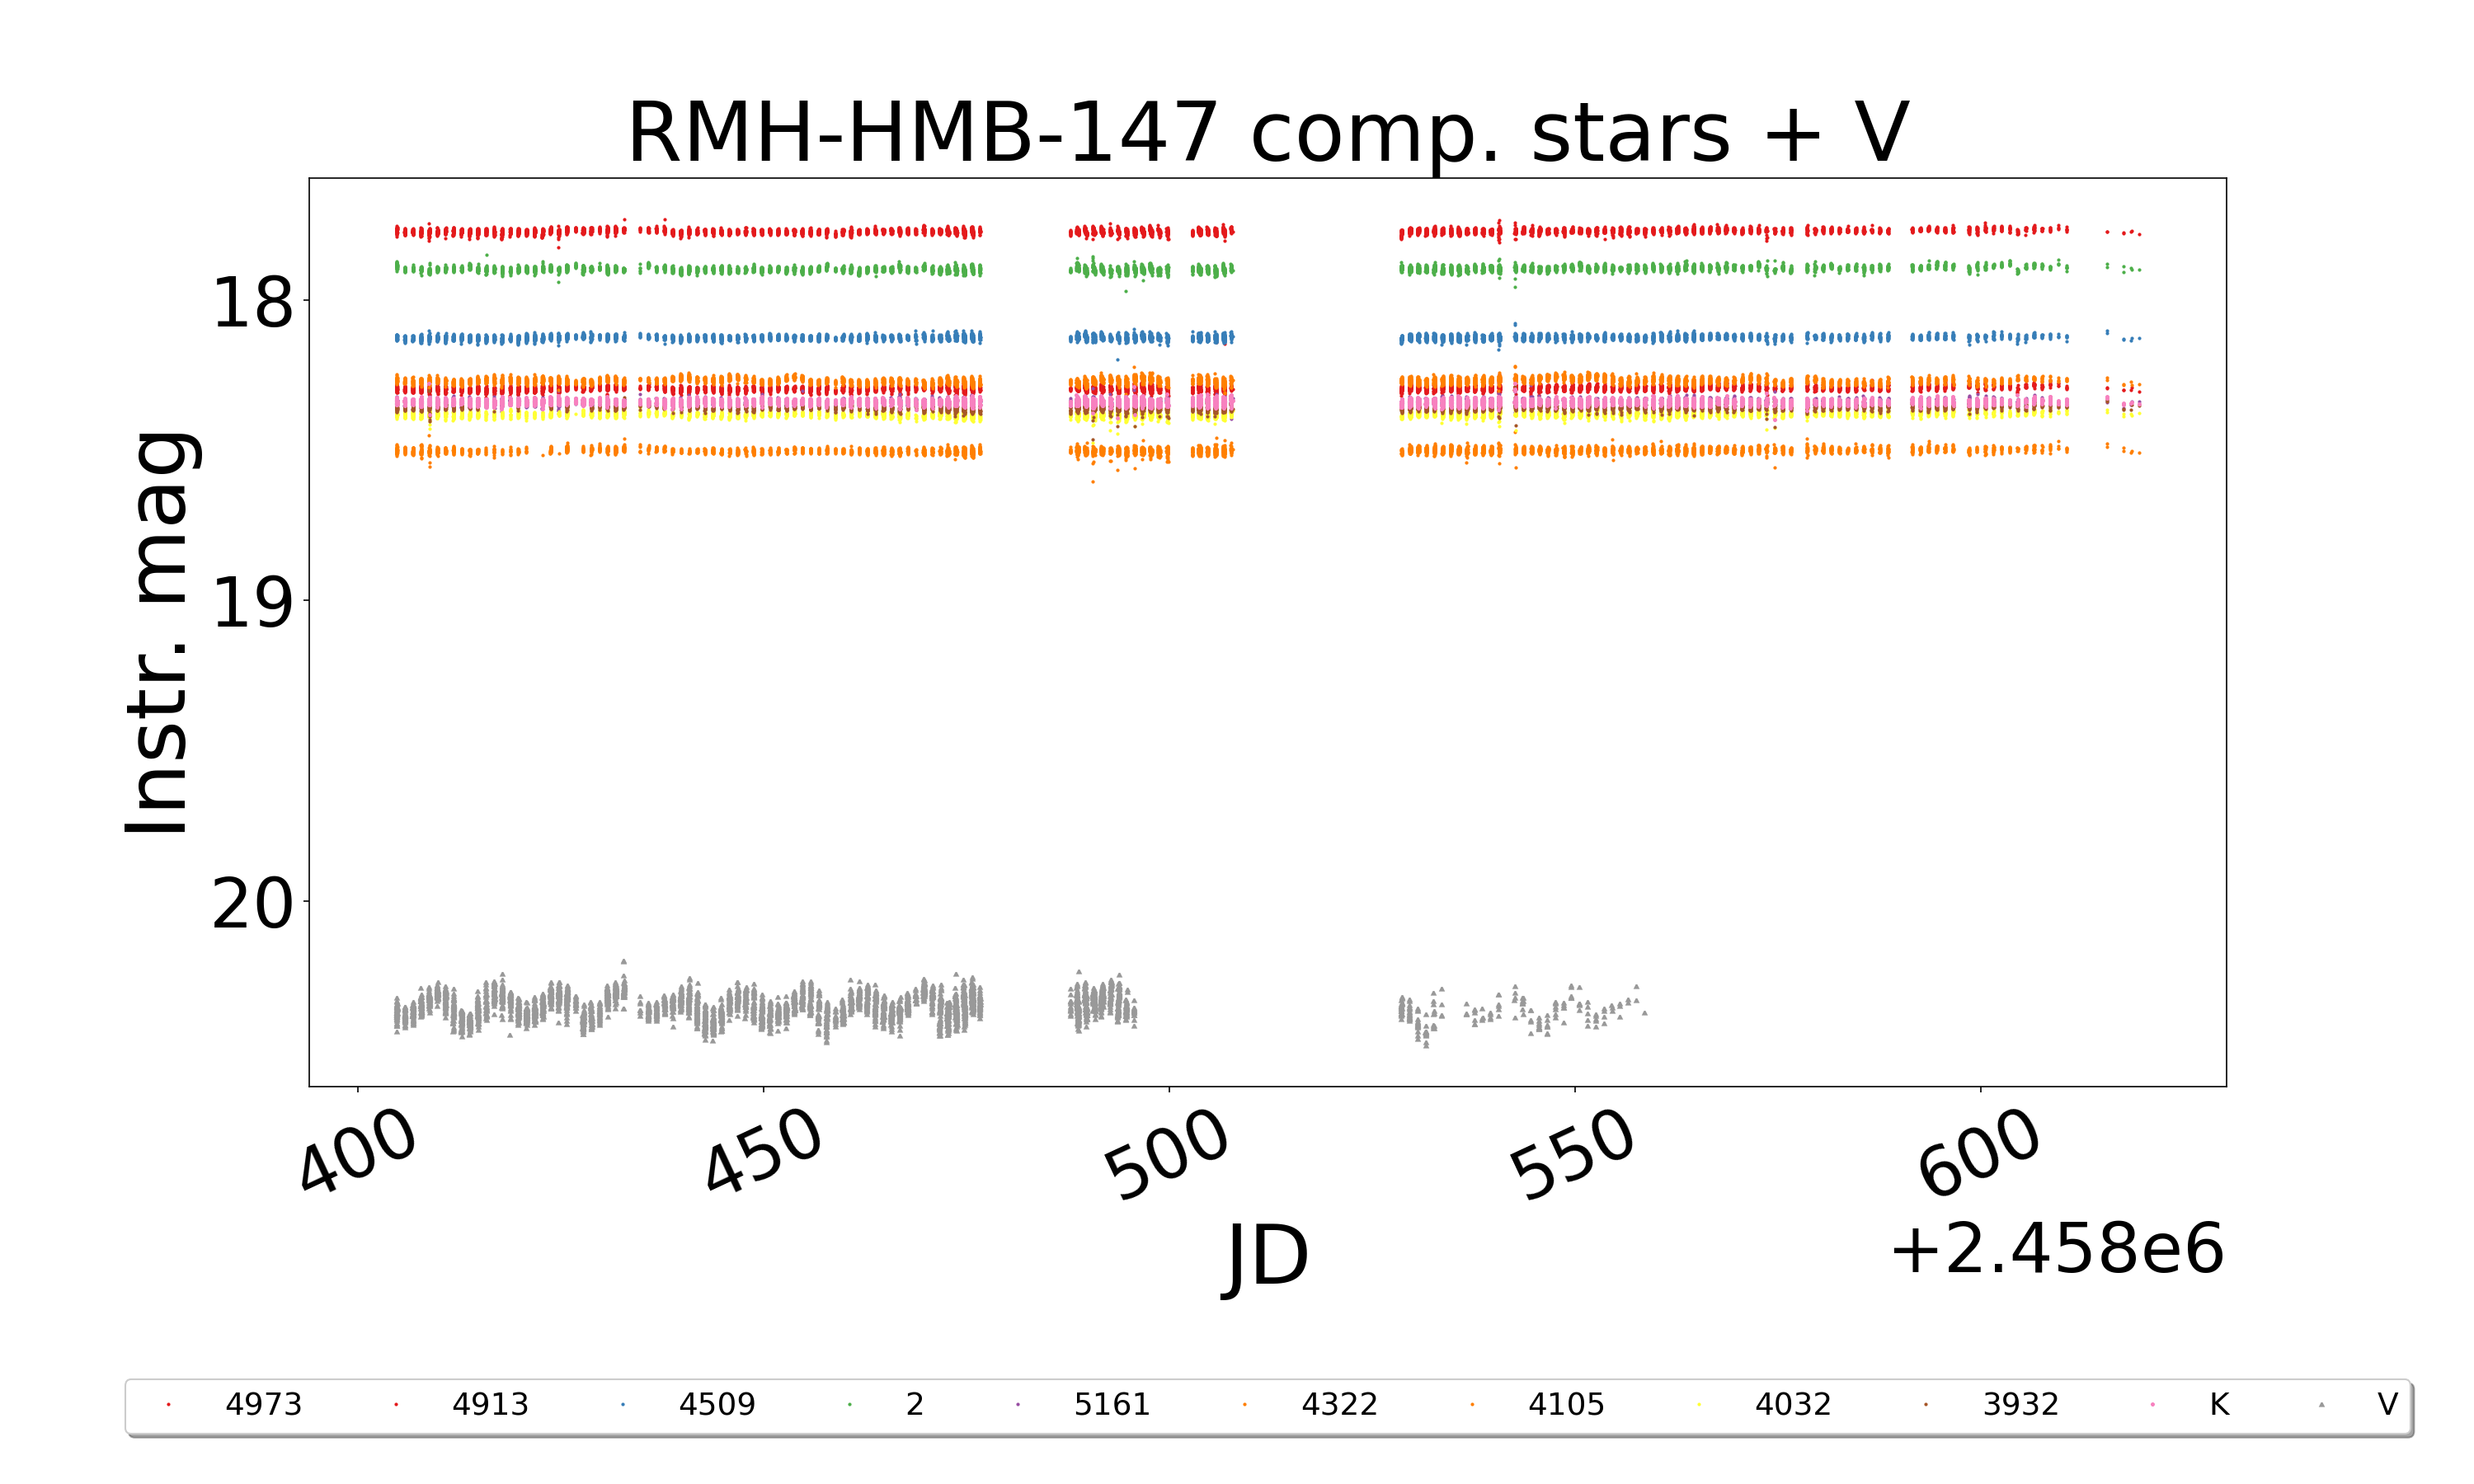 RMH-HMB-147 comp. stars + V
Instr. mag
18
19
20
400 450 500 550 600
JD
+2.458e6
4973 4913 4509 2 5161 4322 4105 4032 3932 K V